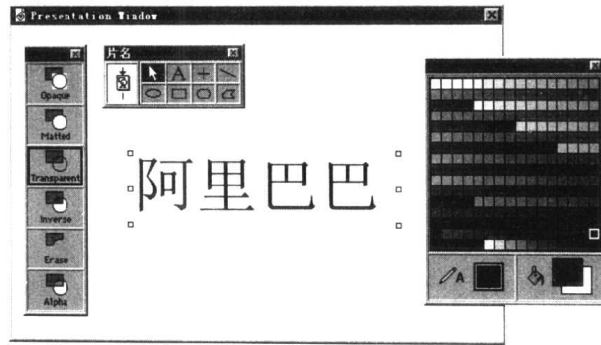 Presentation Window
片名
A
Opaque
Matted
Transparent
Inverse
Erase
Alpha
阿里巴巴
A